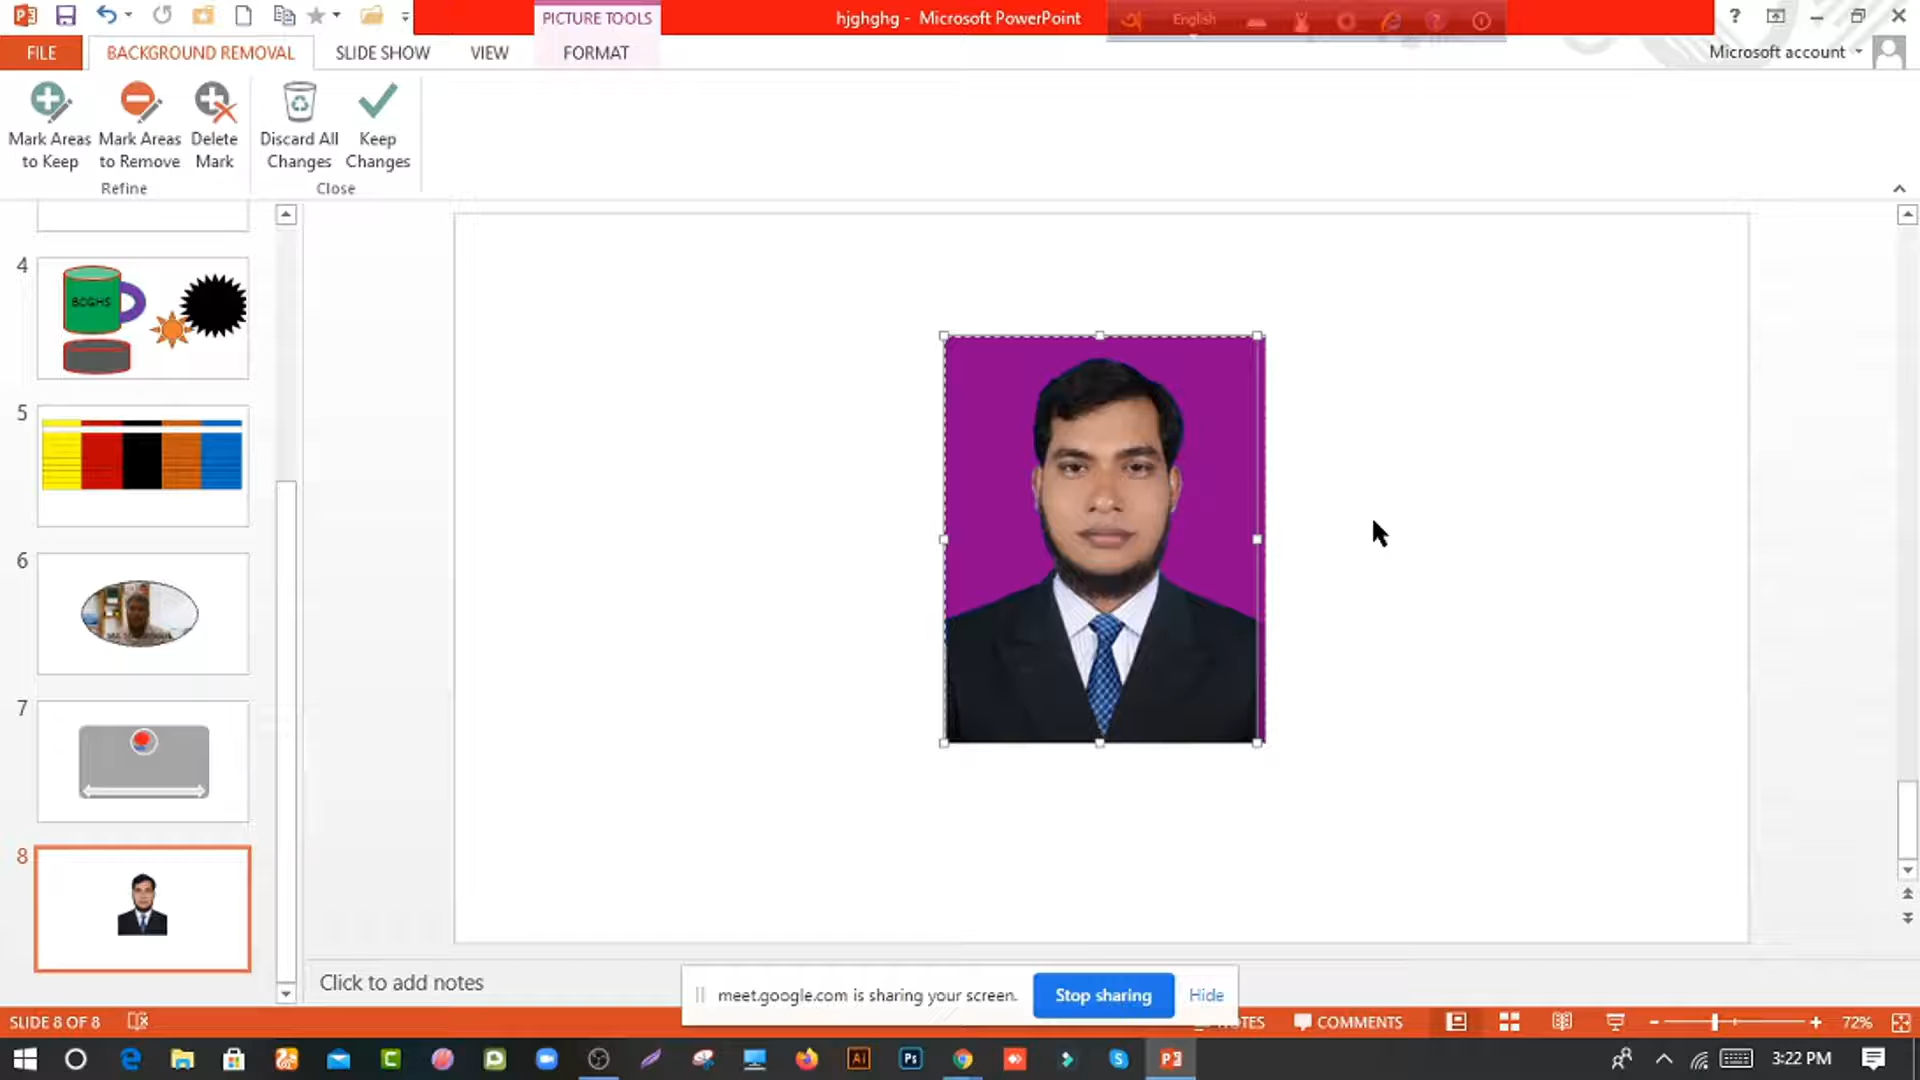 PICTURE TOOLS
hjghghg - Microsoft PowerPoint
English
FILE
BACKGROUND REMOVAL
SLIDE SHOW
VIEW
FORMAT
Microsoft account
Mark Areas
to Keep
Mark Areas
to Remove
Delete
Mark
Discard All
Changes
Keep
Changes
Refine
Close
4
BCGHS
5
6
7
8
Click to add notes
meet.google.com is sharing your screen.
Stop sharing
Hide
SLIDE 8 OF 8
NOTES
COMMENTS
72%
3:22 PM